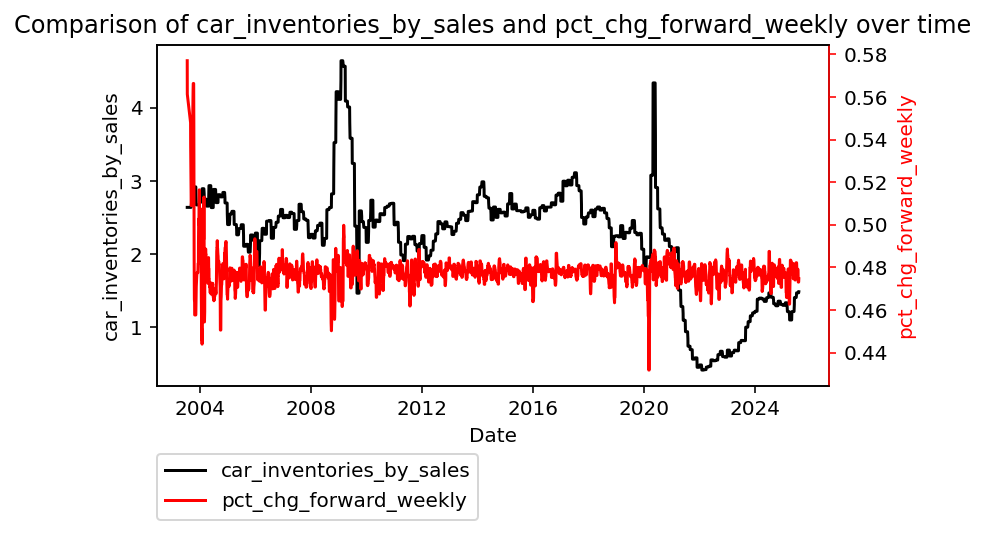 Comparison of car_inventories_by_sales and pct_chg_forward_weekly over time
car_inventories_by_sales
4
3
2
1
0.58
0.56
0.54
0.52
0.50
0.48
0.46
0.44
pct_chg_forward_weekly
2004 2008 2012 2016 2020 2024
Date
car_inventories_by_sales
pct_chg_forward_weekly